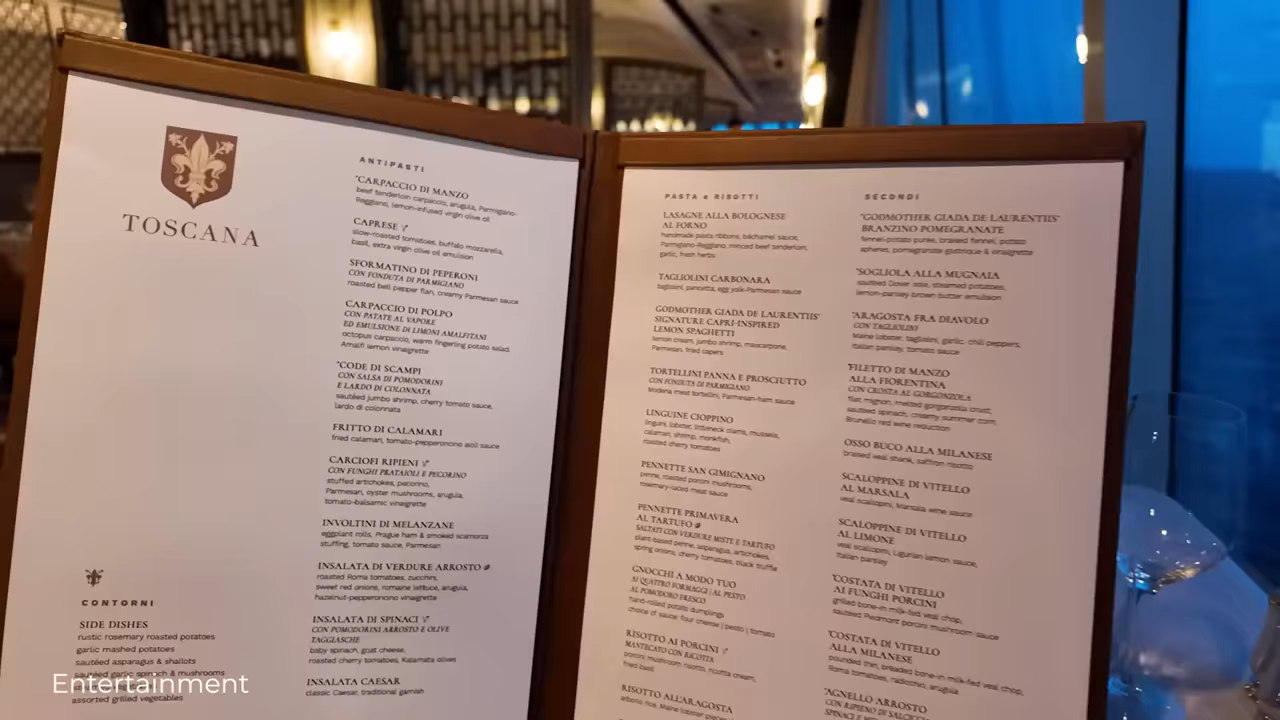 TOSCANA
CONTORNI
SIDE DISHES
rustic rosemary roasted potatoes
garlic mashed potatoes
sautéed asparagus & shallots
sautéed garlic spinach & mushrooms
assorted grilled vegetables
Entertainment
ANTIPASTI
*CARPACCIO DI MANZO
beef tenderloin carpaccio, arugula, Parmigiano-
Reggiano, lemon-infused virgin olive oil
CAPRESE
slow-roasted tomatoes, buffalo mozzarella,
basil, extra virgin olive oil emulsion
SFORMATINO DI PEPERONI
CON FONDUTA DI PARMIGIANO
roasted bell pepper flan, creamy Parmesan sauce
CARPACCIO DI POLPO
CON PATATE AL VAPORE
ED EMULSIONE DI LIMONI AMALFITANI
octopus carpaccio, warm fingerling potato salad,
Amalfi lemon vinaigrette
*CODE DI SCAMPI
CON SALSA DI POMODORINI
E LARDO DI COLONNATA
sautéed jumbo shrimp, cherry tomato sauce,
lardo di colonnata
FRITTO DI CALAMARI
fried calamari, tomato-pepperoncino aioli sauce
CARCIOFI RIPIENI
CON FUNGHI PRATAIOLI E PECORINO
stuffed artichokes, pecorino,
Parmesan, oyster mushrooms, arugula,
tomato-balsamic vinaigrette
INVOLTINI DI MELANZANE
eggplant rolls, Prague ham & smoked scamorza
stuffing, tomato sauce, Parmesan
INSALATA DI VERDURE ARROSTO
roasted Roma tomatoes, zucchini,
sweet red onions, romaine lettuce, arugula,
hazelnut-pepperoncino vinaigrette
INSALATA DI SPINACI
CON POMODORINI ARROSTO E OLIVE
TAGGIASCHE
baby spinach, goat cheese,
roasted cherry tomatoes, Kalamata olives
INSALATA CAESAR
classic Caesar, traditional garnish
PASTA e RISOTTI
LASAGNE ALLA BOLOGNESE
AL FORNO
handmade pasta ribbons, béchamel sauce,
Parmigiano-Reggiano, minced beef tenderloin,
garlic, fresh herbs
TAGLIOLINI CARBONARA
tagliolini, pancetta, egg yolk-Parmesan sauce
GODMOTHER GIADA DE LAURENTIIS'
SIGNATURE CAPRI-INSPIRED
LEMON SPAGHETTI
lemon cream, jumbo shrimp, mascarpone,
Parmesan, fried capers
TORTELLINI PANNA E PROSCIUTTO
CON FONDUTA DI PARMIGIANO
Modena meat tortellini, Parmesan-ham sauce
LINGUINE CIOPPINO
linguini, lobster, littleneck clams, mussels,
calamari, shrimp, monkfish,
roasted cherry tomatoes
PENNETTE SAN GIMIGNANO
penne, roasted porcini mushrooms,
rosemary-laced meat sauce
PENNETTE PRIMAVERA
AL TARTUFO
SALTATI CON VERDURE MISTE E TARTUFO
plant-based penne, asparagus, artichokes,
spring onions, cherry tomatoes, black truffle
GNOCCHI A MODO TUO
AI QUATTRO FORMAGGI | AL PESTO
AL POMODORO FRESCO
hand-rolled potato dumplings
choice of sauce: four cheese | pesto | tomato
RISOTTO AI PORCINI
MANTECATO CON RICOTTA
porcini mushroom risotto, ricotta cream,
fried basil
RISOTTO ALL'ARAGOSTA
arborio rice, Maine lobster
SECONDI
*GODMOTHER GIADA DE LAURENTIIS'
BRANZINO-POMEGRANATE
fennel-potato purée, braised fennel, potato
spheres, pomegranate gastrique & vinaigrette
*SOGLIOLA ALLA MUGNAIA
sautéed Dover sole, steamed potatoes,
lemon-parsley brown butter emulsion
*ARAGOSTA FRA DIAVOLO
CON TAGLIOLINI
Maine lobster, tagliolini, garlic, chili peppers,
Italian parsley, tomato sauce
*FILETTO DI MANZO
ALLA FIORENTINA
CON CROSTA AL GORGONZOLA
filet mignon, melted gorgonzola crust,
sautéed spinach, creamy summer corn,
Brunello red wine reduction
OSSO BUCO ALLA MILANESE
braised veal shank, saffron risotto
SCALOPPINE DI VITELLO
AL MARSALA
veal scallopini, Marsala wine sauce
SCALOPPINE DI VITELLO
AL LIMONE
veal scallopini, Ligurian lemon sauce,
Italian parsley
*COSTATA DI VITELLO
AI FUNGHI PORCINI
grilled bone-in milk-fed veal chop,
sautéed Piedmont porcini mushroom sauce
*COSTATA DI VITELLO
ALLA MILANESE
pounded thin, breaded bone-in milk-fed veal chop,
Roma tomatoes, radicchio, arugula
*AGNELLO ARROSTO
CON RIPIENO DI SALCICCIA